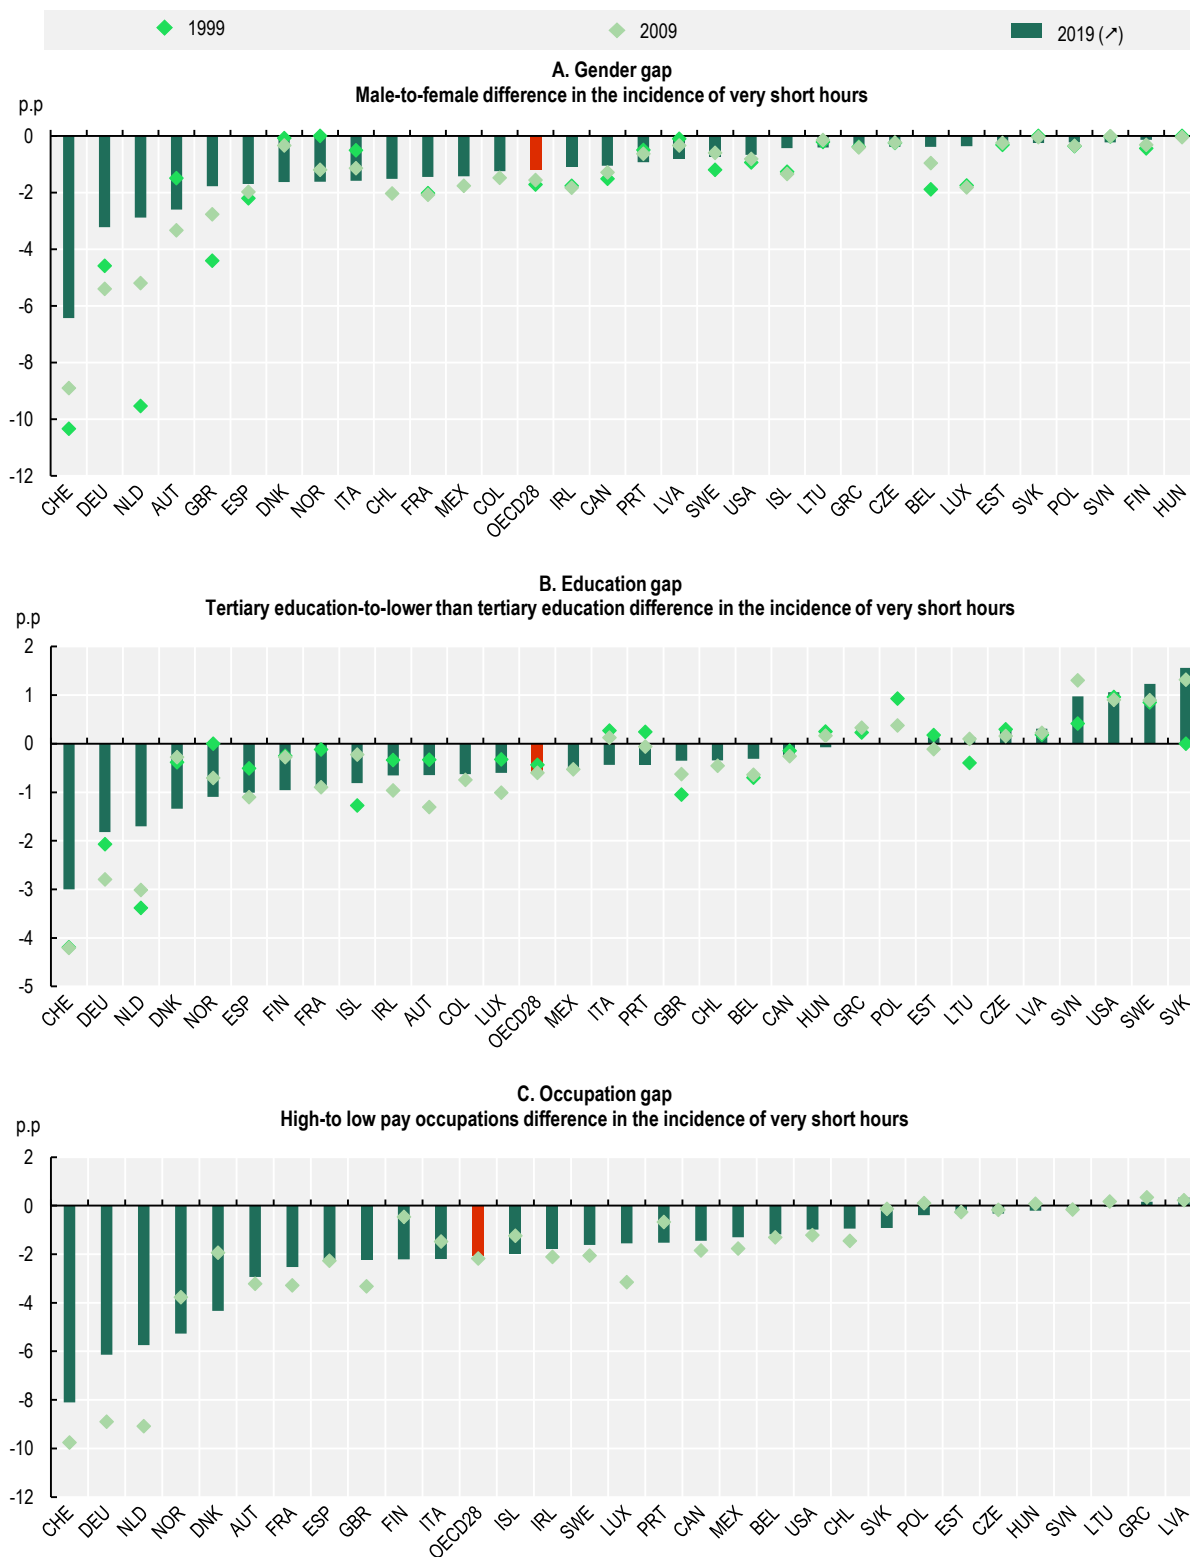 1999
2009
2019 (↗)
A. Gender gap
Male-to-female difference in the incidence of very short hours
p.p
0
-2
-4
-6
-8
-10
-12
CHE DEU NLD AUT GBR ESP DNK NOR ITA CHL FRA MEX COL OECD28 IRL CAN PRT LVA SWE USA ISL LTU GRC CZE BEL LUX EST SVK POL SVN FIN HUN
B. Education gap
Tertiary education-to-lower than tertiary education difference in the incidence of very short hours
p.p
2
1
0
-1
-2
-3
-4
-5
CHE DEU NLD DNK NOR ESP FIN FRA ISL IRL AUT COL LUX OECD28 MEX ITA PRT GBR CHL BEL CAN HUN GRC POL EST LTU CZE LVA SVN USA SWE SVK
C. Occupation gap
High-to low pay occupations difference in the incidence of very short hours
p.p
2
0
-2
-4
-6
-8
-10
-12
CHE DEU NLD NOR DNK AUT FRA ESP GBR FIN ITA OECD28 ISL IRL SWE LUX PRT CAN MEX BEL USA CHL SVK POL EST CZE HUN SVN LTU GRC LVA